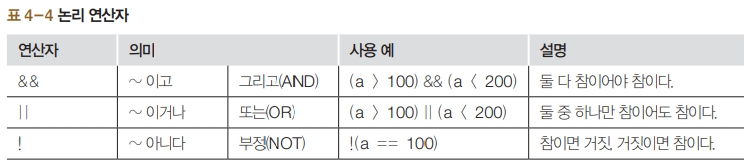 표 4-4 논리 연산자
연산자 의미 사용 예 설명
&& ~ 이고 그리고(AND) (a > 100) && (a < 200) 둘 다 참이어야 참이다.
|| ~ 이거나 또는(OR) (a > 100) || (a < 200) 둘 중 하나만 참이어도 참이다.
! ~ 아니다 부정(NOT) !(a == 100) 참이면 거짓, 거짓이면 참이다.